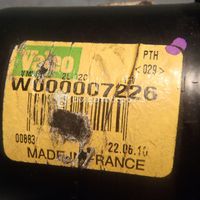 Valeo
PTH
<029>
W000007226
00883
22.06.10
MADE IN FRANCE